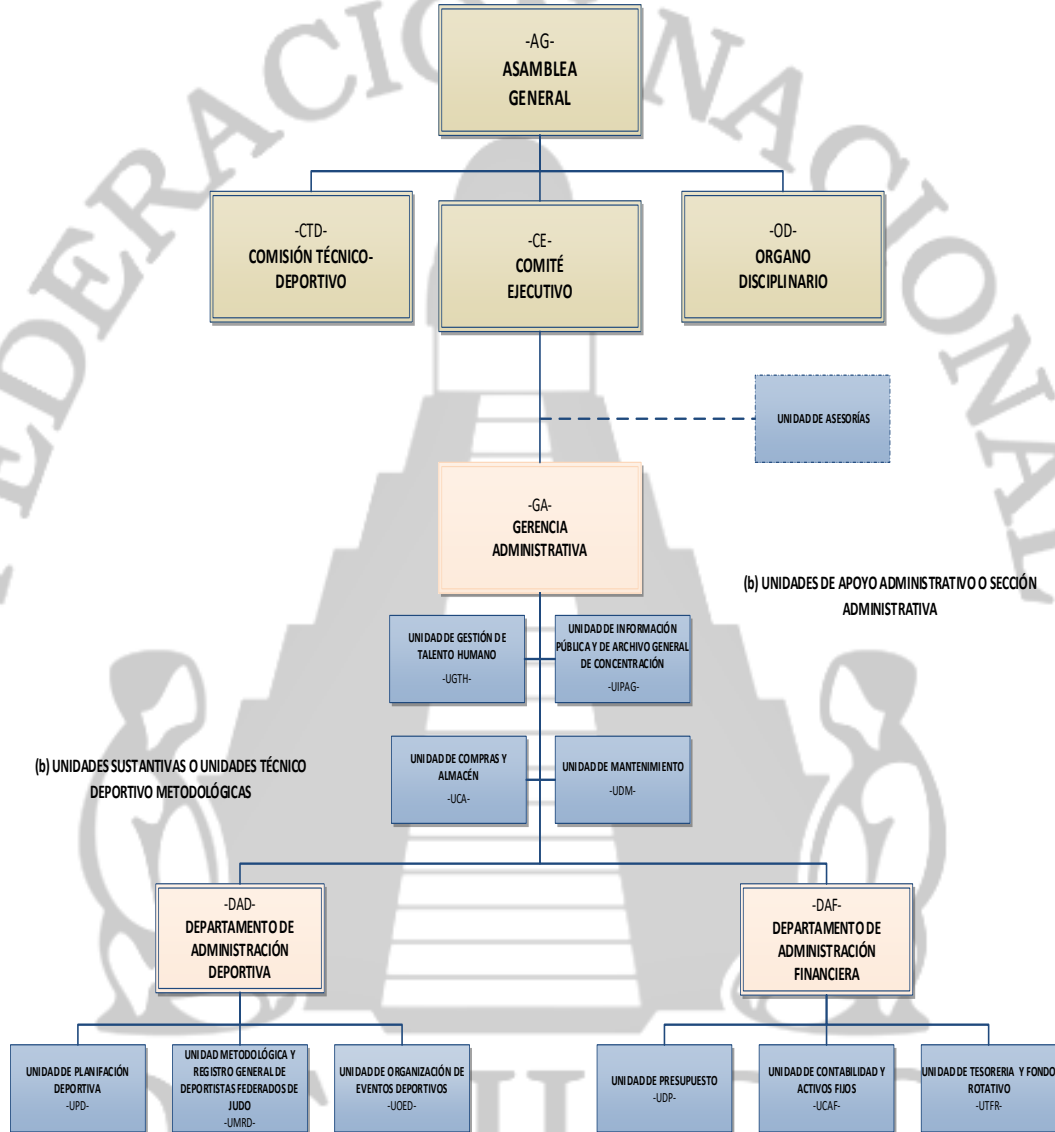 -AG-
ASAMBLEA
GENERAL
-CTD-
COMISIÓN TÉCNICO-
DEPORTIVO
-CE-
COMITÉ
EJECUTIVO
-OD-
ORGANO
DISCIPLINARIO
UNIDAD DE ASESORÍAS
-GA-
GERENCIA
ADMINISTRATIVA
(b) UNIDADES DE APOYO ADMINISTRATIVO O SECCIÓN
ADMINISTRATIVA
UNIDAD DE GESTIÓN DE
TALENTO HUMANO
-UGTH-
UNIDAD DE INFORMACIÓN
PÚBLICA Y DE ARCHIVO GENERAL
DE CONCENTRACIÓN
-UIPAG-
(b) UNIDADES SUSTANTIVAS O UNIDADES TÉCNICO
DEPORTIVO METODOLÓGICAS
UNIDAD DE COMPRAS Y
ALMACÉN
-UCA-
UNIDAD DE MANTENIMIENTO
-UDM-
-DAD-
DEPARTAMENTO DE
ADMINISTRACIÓN
DEPORTIVA
-DAF-
DEPARTAMENTO DE
ADMINISTRACIÓN
FINANCIERA
UNIDAD DE PLANIFACIÓN
DEPORTIVA
-UPD-
UNIDAD METODOLÓGICA Y
REGISTRO GENERAL DE
DEPORTISTAS FEDERADOS DE
JUDO
-UMRD-
UNIDAD DE ORGANIZACIÓN DE
EVENTOS DEPORTIVOS
-UOED-
UNIDAD DE PRESUPUESTO
-UDP-
UNIDAD DE CONTABILIDAD Y
ACTIVOS FIJOS
-UCAF-
UNIDAD DE TESORERIA Y FONDO
ROTATIVO
-UTFR-
FEDERACION NACIONAL